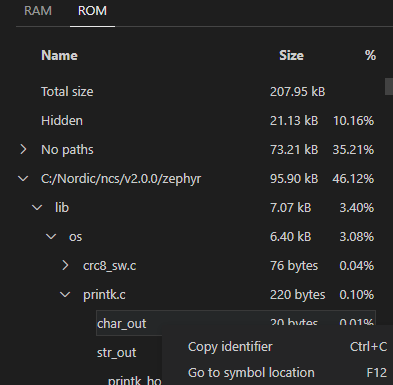 RAM ROM
Name Size %
Total size 207.95 kB
Hidden 21.13 kB 10.16%
No paths 73.21 kB 35.21%
C:/Nordic/ncs/v2.0.0/zephyr 95.90 kB 46.12%
lib 7.07 kB 3.40%
os 6.40 kB 3.08%
crc8_sw.c 76 bytes 0.04%
printk.c 220 bytes 0.10%
char_out 20 bytes 0.01%
Copy identifier Ctrl+C
str_out
Go to symbol location F12
printk_ho